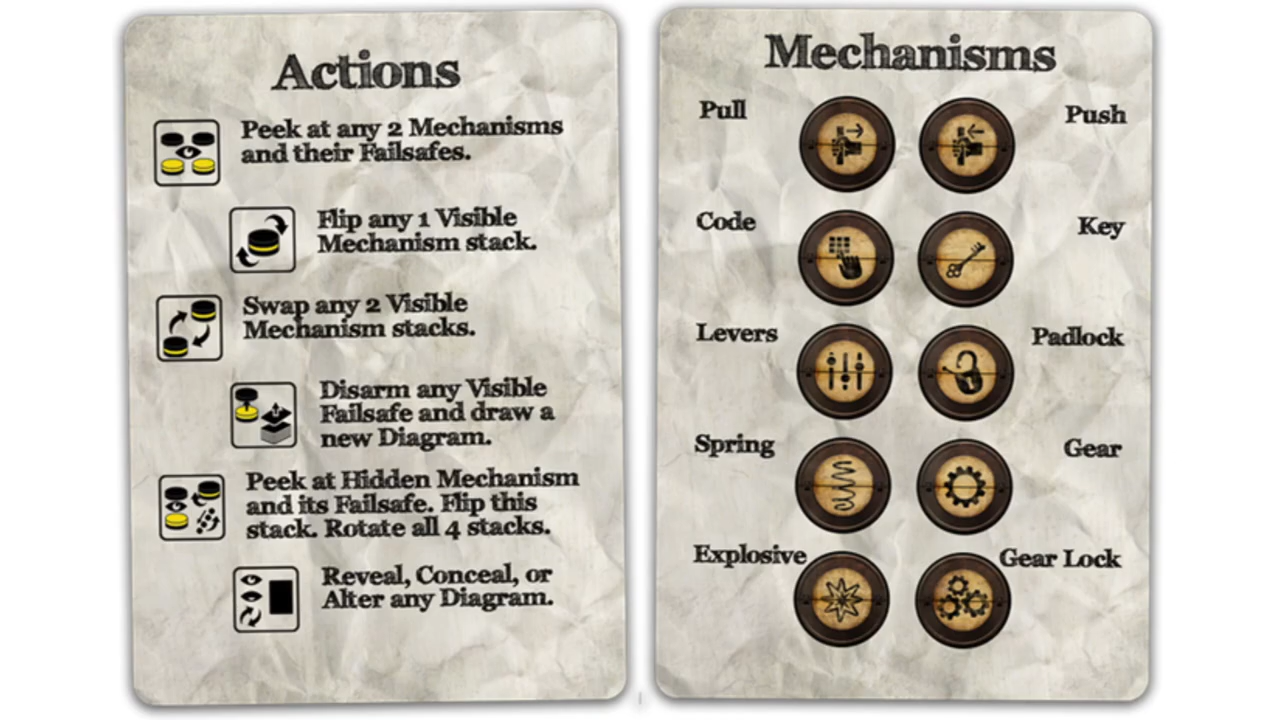 Actions
Peek at any 2 Mechanisms
and their Failsafes.
Flip any 1 Visible
Mechanism stack.
Swap any 2 Visible
Mechanism stacks.
Disarm any Visible
Failsafe and draw a
new Diagram.
Peek at Hidden Mechanism
and its Failsafe. Flip this
stack. Rotate all 4 stacks.
Reveal, Conceal, or
Alter any Diagram.
Mechanisms
Pull
Push
Code
Key
Levers
Padlock
Spring
Gear
Explosive
Gear Lock